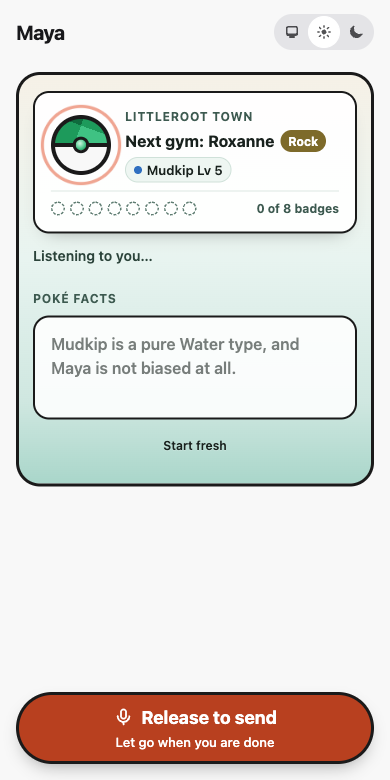 Maya
LITTLEROOT TOWN
Next gym: Roxanne Rock
Mudkip Lv 5
0 of 8 badges
Listening to you...
POKÉ FACTS
Mudkip is a pure Water type, and
Maya is not biased at all.
Start fresh
Release to send
Let go when you are done